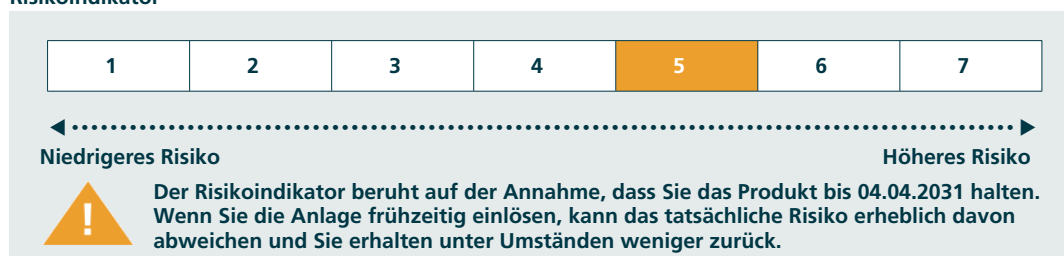 Risikoindikator
1 2 3 4 5 6 7
Niedrigeres Risiko Höheres Risiko
! Der Risikoindikator beruht auf der Annahme, dass Sie das Produkt bis 04.04.2031 halten.
Wenn Sie die Anlage frühzeitig einlösen, kann das tatsächliche Risiko erheblich davon
abweichen und Sie erhalten unter Umständen weniger zurück.